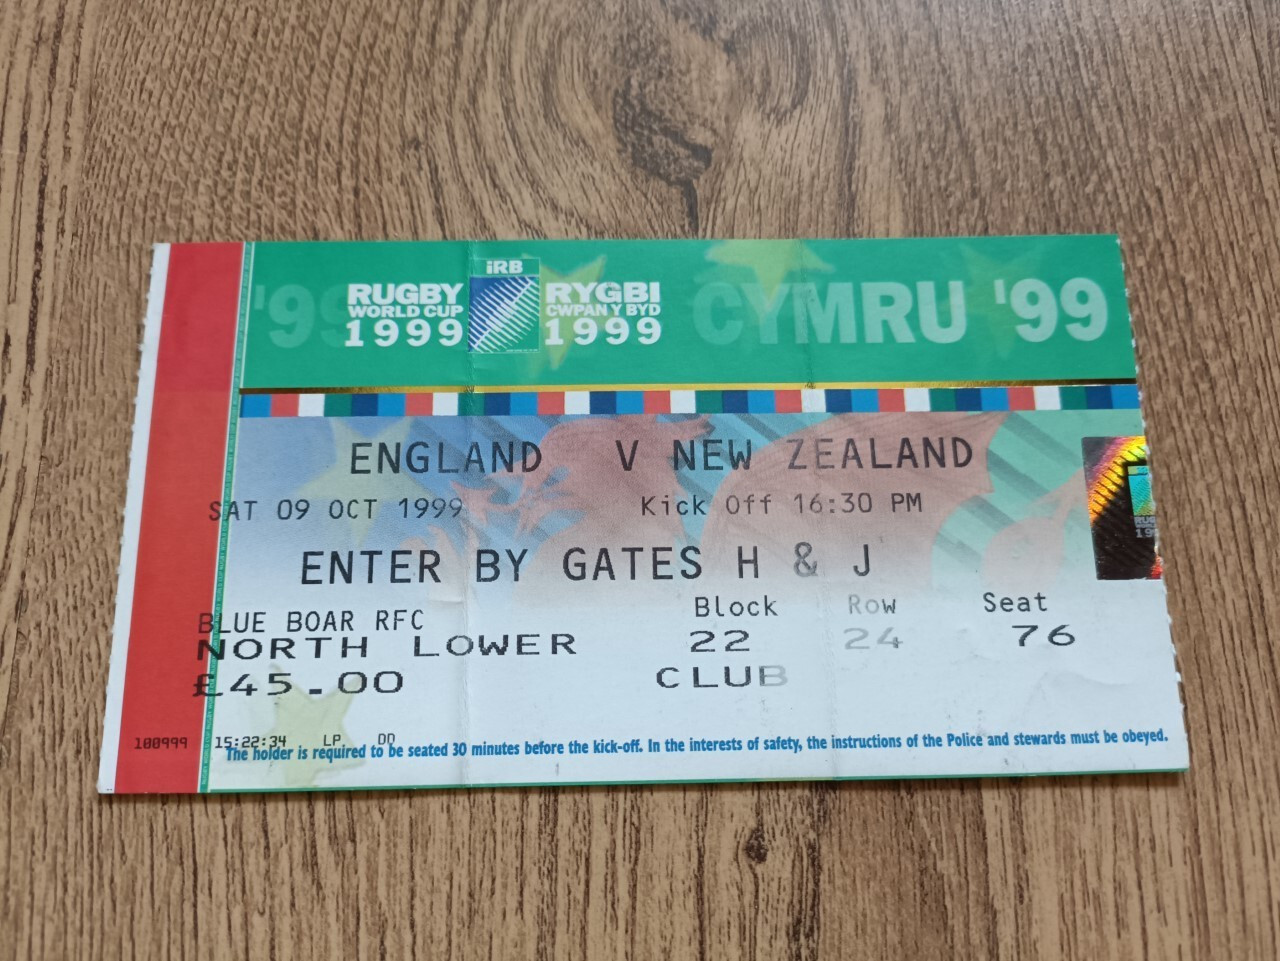 '99
RUGBY
WORLD CUP
1999
iRB
RYGBI
CWPAN Y BYD
1999
CYMRU '99
ENGLAND V NEW ZEALAND
SAT 09 OCT 1999 Kick Off 16:30 PM
ENTER BY GATES H & J
BLUE BOAR RFC Block Row Seat
NORTH LOWER 22 24 76
£45.00 CLUB
100999 15:22:34 LP DD
The holder is required to be seated 30 minutes before the kick-off. In the interests of safety, the instructions of the Police and stewards must be obeyed.